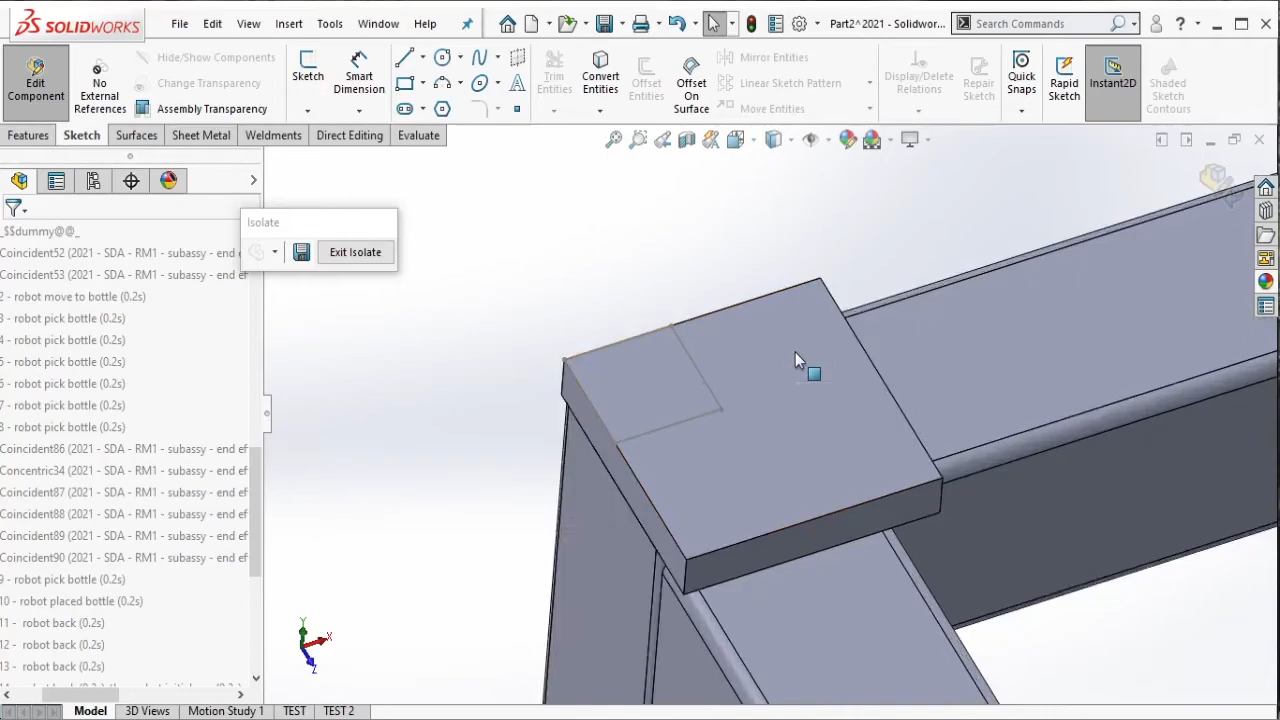 SOLIDWORKS File Edit View Insert Tools Window Help Part2^2021 - Solidwor... Search Commands
Edit Component
No External References
Hide/Show Components
Change Transparency
Assembly Transparency
Sketch
Smart Dimension
Trim Entities
Convert Entities
Offset Entities
Offset On Surface
Mirror Entities
Linear Sketch Pattern
Move Entities
Display/Delete Relations
Repair Sketch
Quick Snaps
Rapid Sketch
Instant2D
Shaded Sketch Contours
Features Sketch Surfaces Sheet Metal Weldments Direct Editing Evaluate
Isolate
Exit Isolate
_$$dummy@@_
Coincident52 (2021 - SDA - RM1 - subassy - end ef
Coincident53 (2021 - SDA - RM1 - subassy - end ef
2 - robot move to bottle (0.2s)
3 - robot pick bottle (0.2s)
4 - robot pick bottle (0.2s)
5 - robot pick bottle (0.2s)
6 - robot pick bottle (0.2s)
7 - robot pick bottle (0.2s)
8 - robot pick bottle (0.2s)
Coincident86 (2021 - SDA - RM1 - subassy - end ef
Concentric34 (2021 - SDA - RM1 - subassy - end ef
Coincident87 (2021 - SDA - RM1 - subassy - end ef
Coincident88 (2021 - SDA - RM1 - subassy - end ef
Coincident89 (2021 - SDA - RM1 - subassy - end ef
Coincident90 (2021 - SDA - RM1 - subassy - end ef
9 - robot pick bottle (0.2s)
10 - robot placed bottle (0.2s)
11 - robot back (0.2s)
12 - robot back (0.2s)
13 - robot back (0.2s)
Y
X
Z
Model 3D Views Motion Study 1 TEST TEST 2